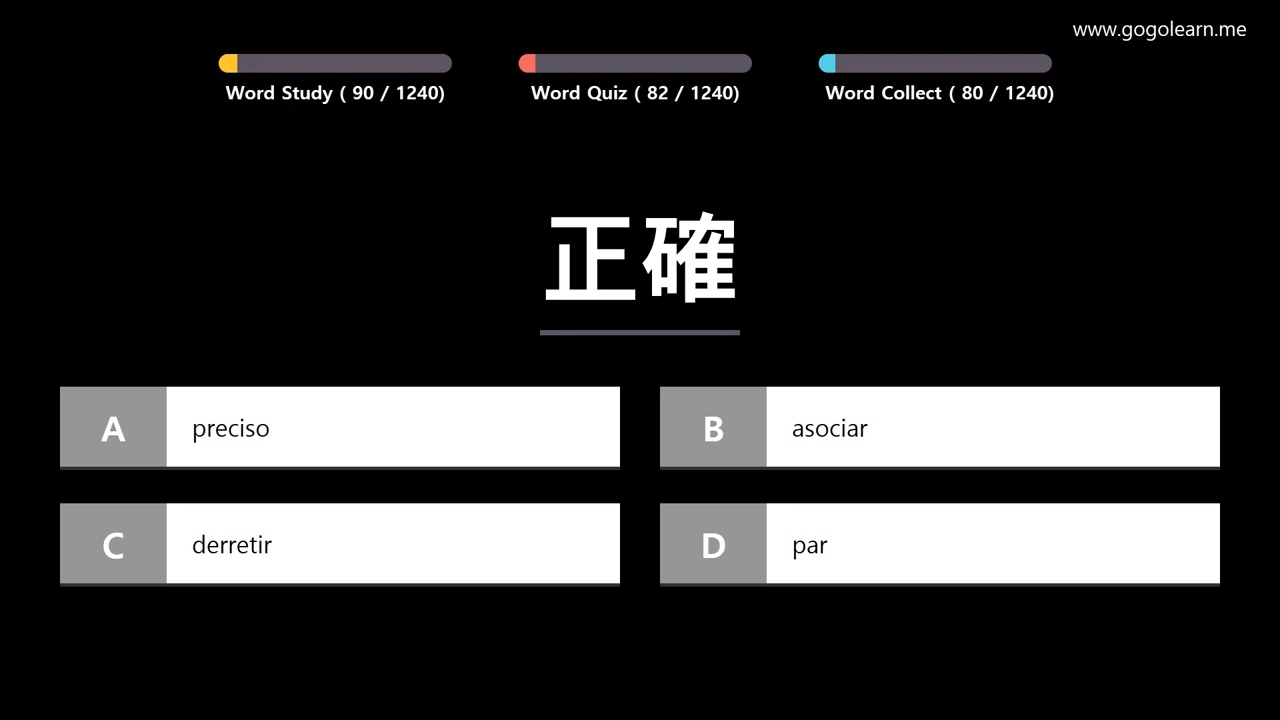 www.gogolearn.me
Word Study ( 90 / 1240)
Word Quiz ( 82 / 1240)
Word Collect ( 80 / 1240)
正確
A preciso
B asociar
C derretir
D par